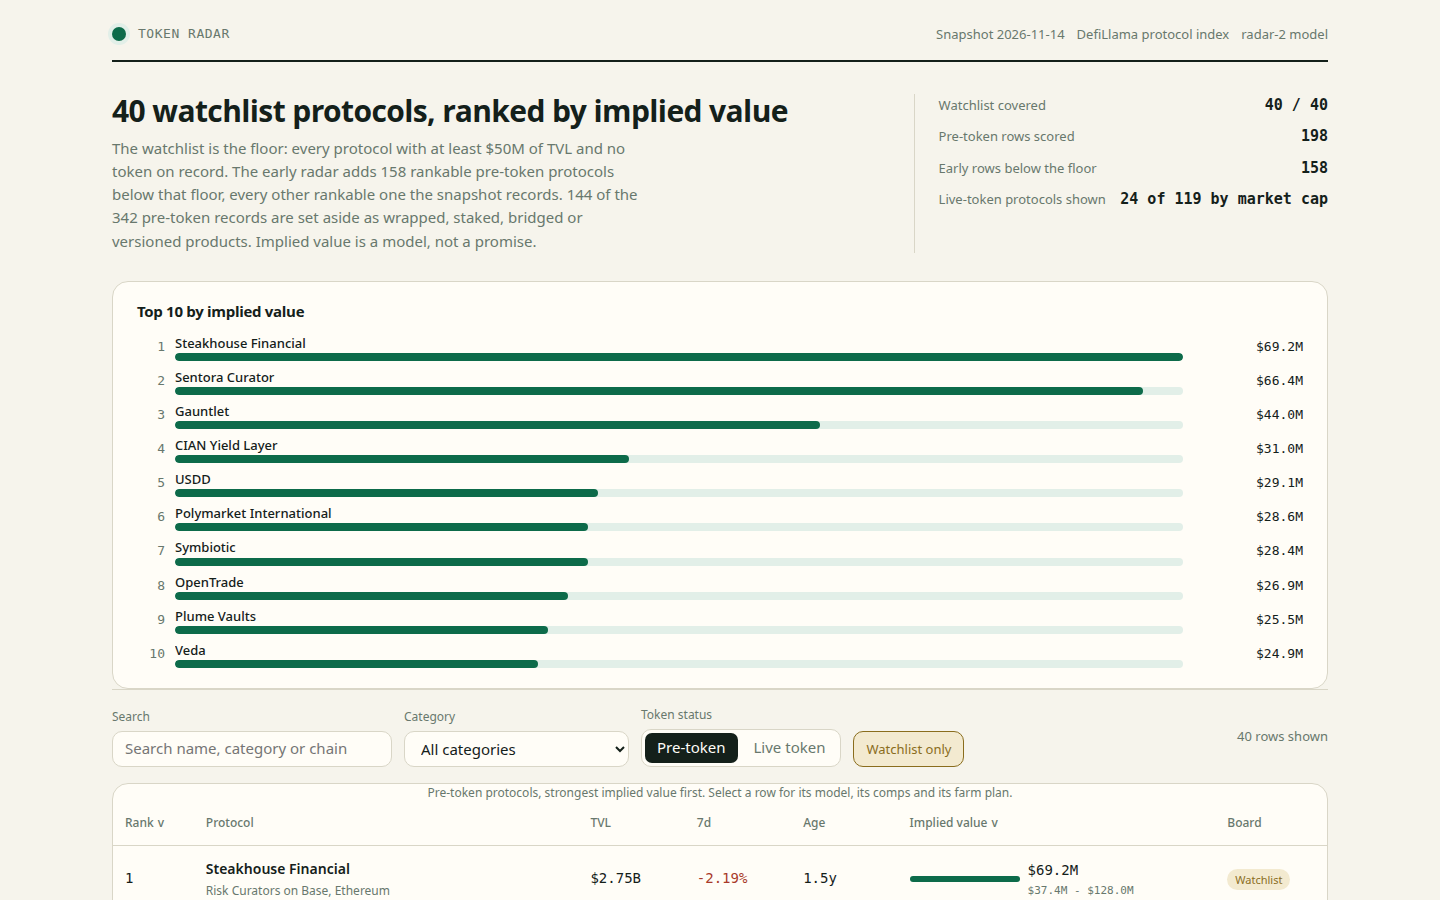 TOKEN RADAR
Snapshot 2026-11-14 DefiLlama protocol index radar-2 model
40 watchlist protocols, ranked by implied value
The watchlist is the floor: every protocol with at least $50M of TVL and no
token on record. The early radar adds 158 rankable pre-token protocols
below that floor, every other rankable one the snapshot records. 144 of the
342 pre-token records are set aside as wrapped, staked, bridged or
versioned products. Implied value is a model, not a promise.
Watchlist covered 40 / 40
Pre-token rows scored 198
Early rows below the floor 158
Live-token protocols shown 24 of 119 by market cap
Top 10 by implied value
1 Steakhouse Financial $69.2M
2 Sentora Curator $66.4M
3 Gauntlet $44.0M
4 CIAN Yield Layer $31.0M
5 USDD $29.1M
6 Polymarket International $28.6M
7 Symbiotic $28.4M
8 OpenTrade $26.9M
9 Plume Vaults $25.5M
10 Veda $24.9M
Search Category Token status
Search name, category or chain All categories Pre-token Live token Watchlist only 40 rows shown
Pre-token protocols, strongest implied value first. Select a row for its model, its comps and its farm plan.
Rank v Protocol TVL 7d Age Implied value v Board
1 Steakhouse Financial $2.75B -2.19% 1.5y $69.2M Watchlist
Risk Curators on Base, Ethereum $37.4M - $128.0M